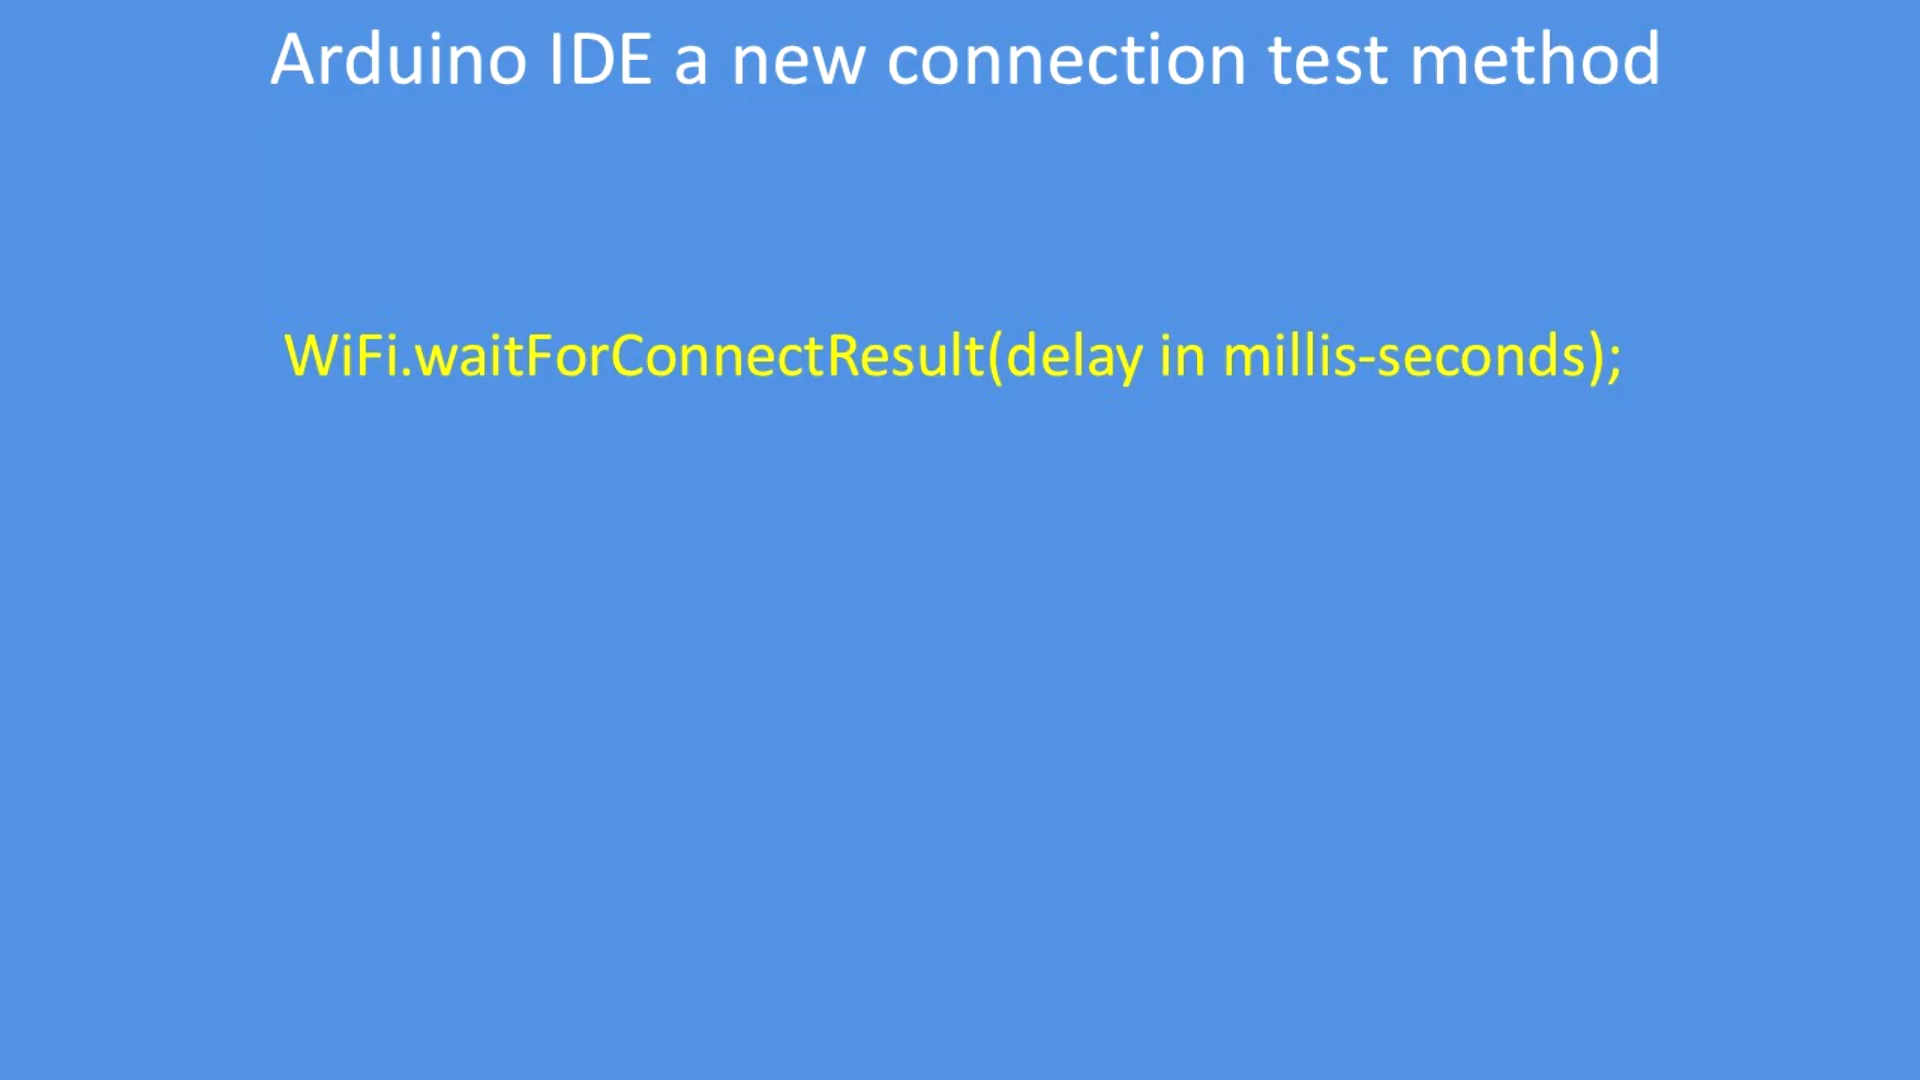 Arduino IDE a new connection test method
WiFi.waitForConnectResult(delay in millis-seconds);